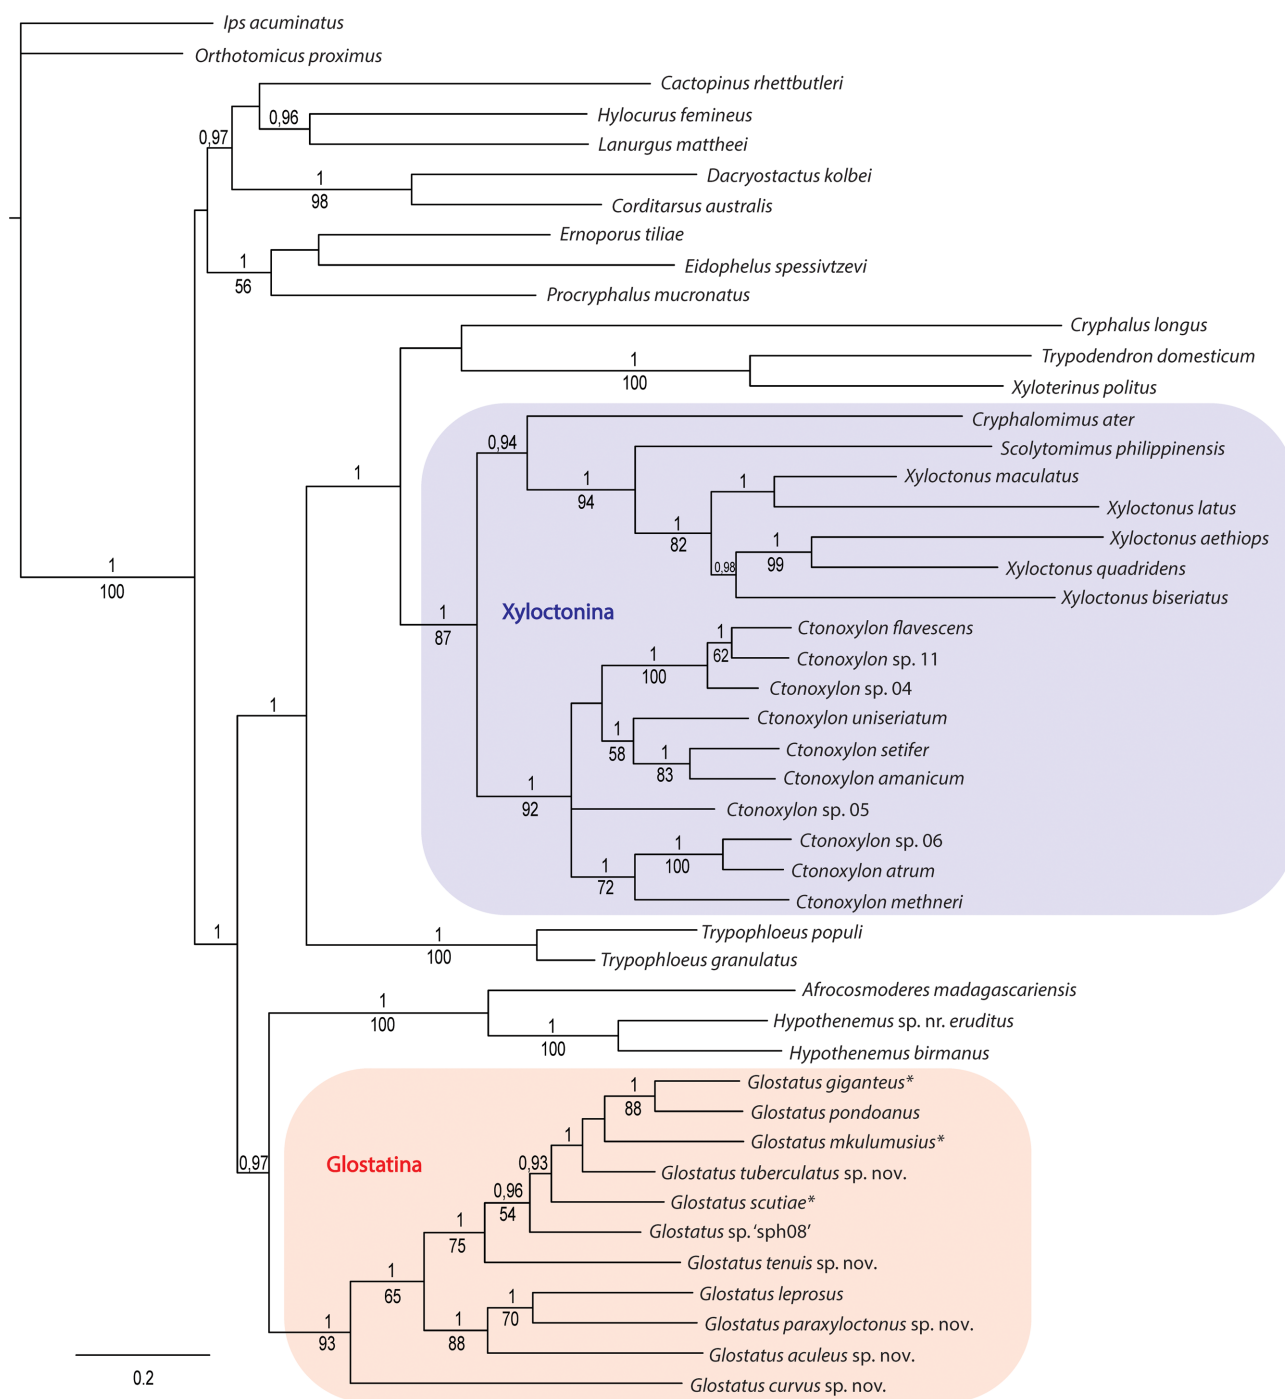 Ips acuminatus
Orthotomicus proximus
Cactopinus rhettbutleri
0,96
Hylocurus femineus
0,97
Lanurgus mattheei
1
Dacryostactus kolbei
98
Corditarsus australis
Ernoporus tiliae
1
Eidophelus spessivtzevi
56
Procryphalus mucronatus
Cryphalus longus
1
Trypodendron domesticum
100
Xyloterinus politus
Cryphalomimus ater
0,94
Scolytomimus philippinensis
1
1
1
Xyloctonus maculatus
94
Xyloctonus latus
1
82
1
Xyloctonus aethiops
99
0,98
Xyloctonus quadridens
1
100
Xyloctonus biseriatus
1
87
Xyloctonina
Ctonoxylon flavescens
1
62
1
100
Ctonoxylon sp. 11
Ctonoxylon sp. 04
1
Ctonoxylon uniseriatum
1
58
1
83
Ctonoxylon setifer
Ctonoxylon amanicum
1
92
Ctonoxylon sp. 05
1
100
Ctonoxylon sp. 06
1
72
Ctonoxylon atrum
Ctonoxylon methneri
1
1
100
Trypophloeus populi
Trypophloeus granulatus
1
100
Afrocosmoderes madagascariensis
1
100
Hypothenemus sp. nr. eruditus
Hypothenemus birmanus
1
88
Glostatus giganteus*
Glostatus pondoanus
1
Glostatus mkulumusius*
0,97
Glostatina
0,93
Glostatus tuberculatus sp. nov.
0,96
54
Glostatus scutiae*
1
75
Glostatus sp. ‘sph08’
Glostatus tenuis sp. nov.
1
65
1
70
Glostatus leprosus
1
88
Glostatus paraxyloctonus sp. nov.
1
93
Glostatus aculeus sp. nov.
0.2
Glostatus curvus sp. nov.